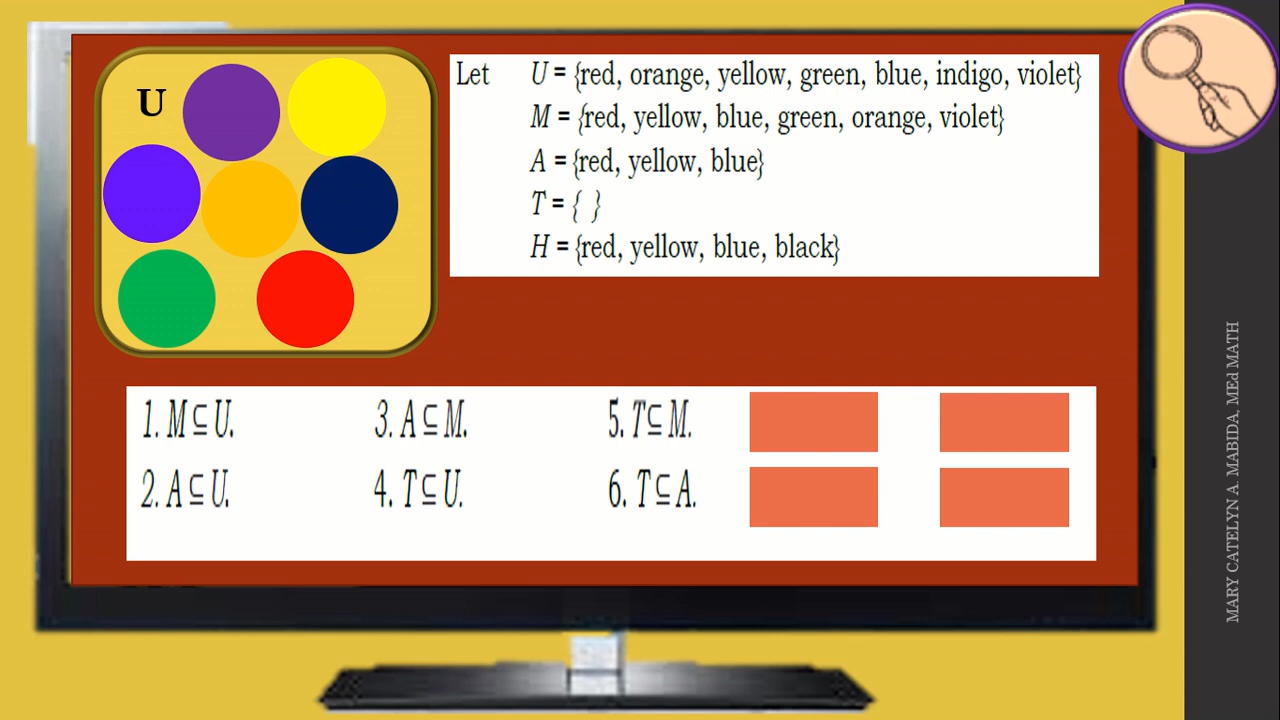 U
Let U = {red, orange, yellow, green, blue, indigo, violet}
M = {red, yellow, blue, green, orange, violet}
A = {red, yellow, blue}
T = { }
H = {red, yellow, blue, black}
1. M ⊆ U. 3. A ⊆ M. 5. T ⊆ M.
2. A ⊆ U. 4. T ⊆ U. 6. T ⊆ A.
MARY CATELYN A. MABIDA, MEd MATH